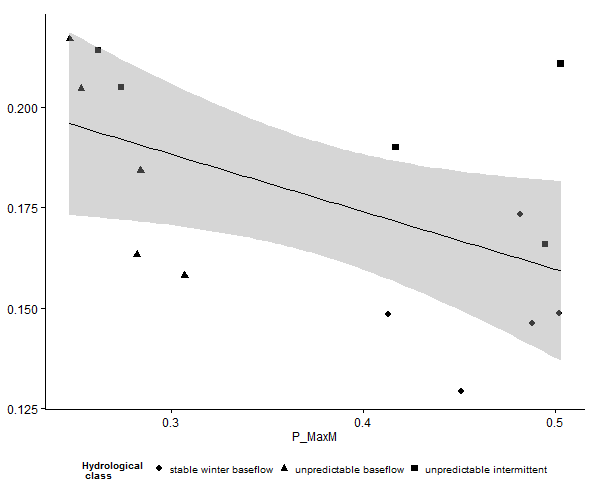 0.200
0.175
0.150
0.125
0.3 0.4 0.5
P_MaxM
Hydrological
class
stable winter baseflow unpredictable baseflow unpredictable intermittent